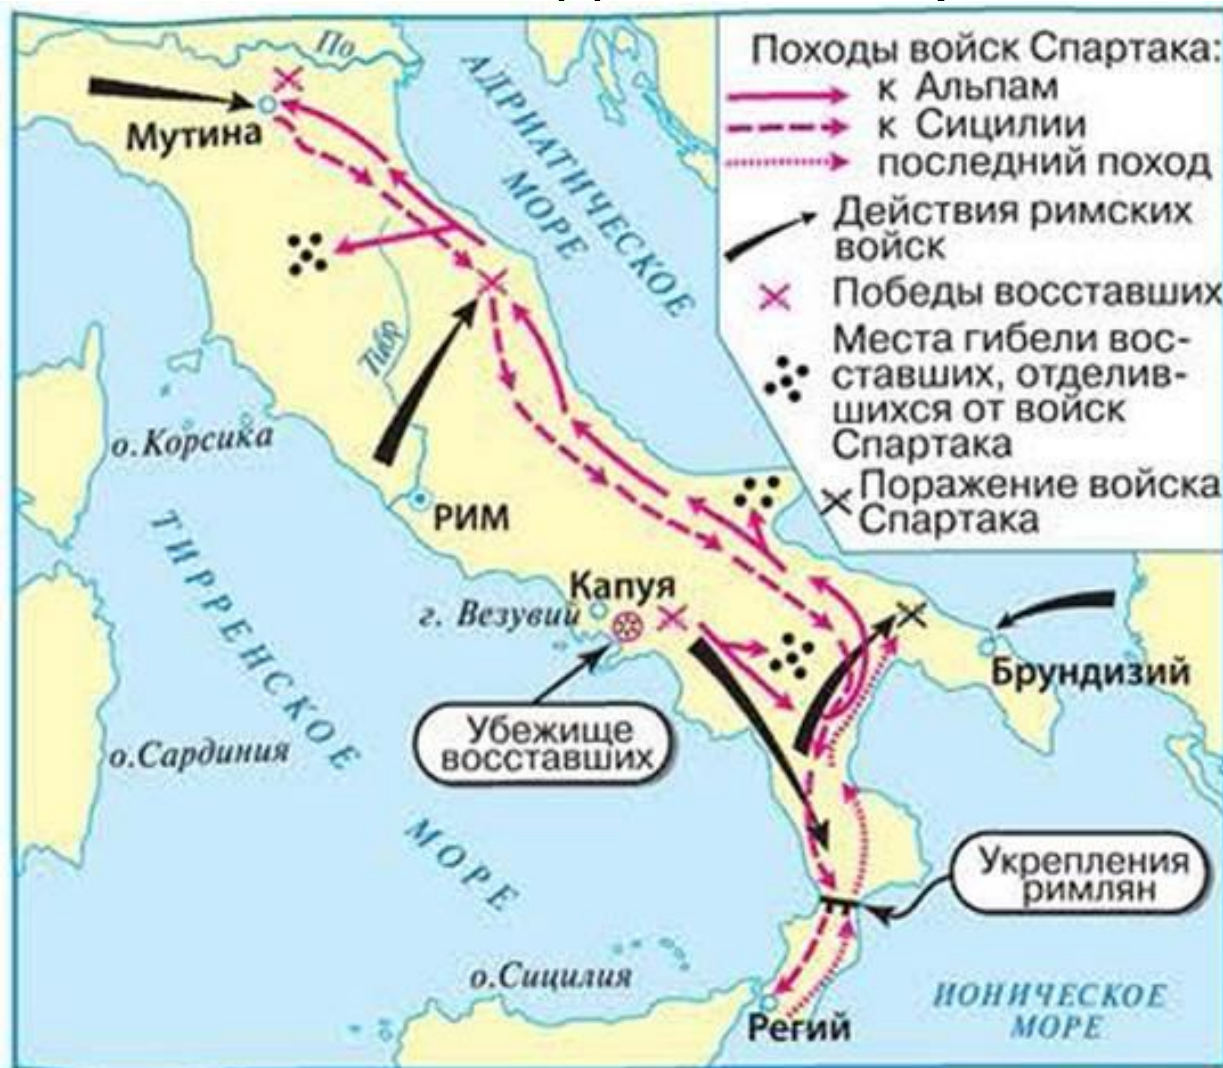 Походы войск Спартака:
к Альпам
к Сицилии
последний поход
Действия римских
войск
Победы восставших
Места гибели вос-
ставших, отделив-
шихся от войск
Спартака
Поражение войска
Спартака
По
Мутина
АДРИАТИЧЕСКОЕ
МОРЕ
Тибр
о.Корсика
РИМ
ТИРРЕНСКОЕ
МОРЕ
Капуя
г. Везувий
Убежище
восставших
Брундизий
о.Сардиния
Укрепления
римлян
о.Сицилия
Регий
ИОНИЧЕСКОЕ
МОРЕ